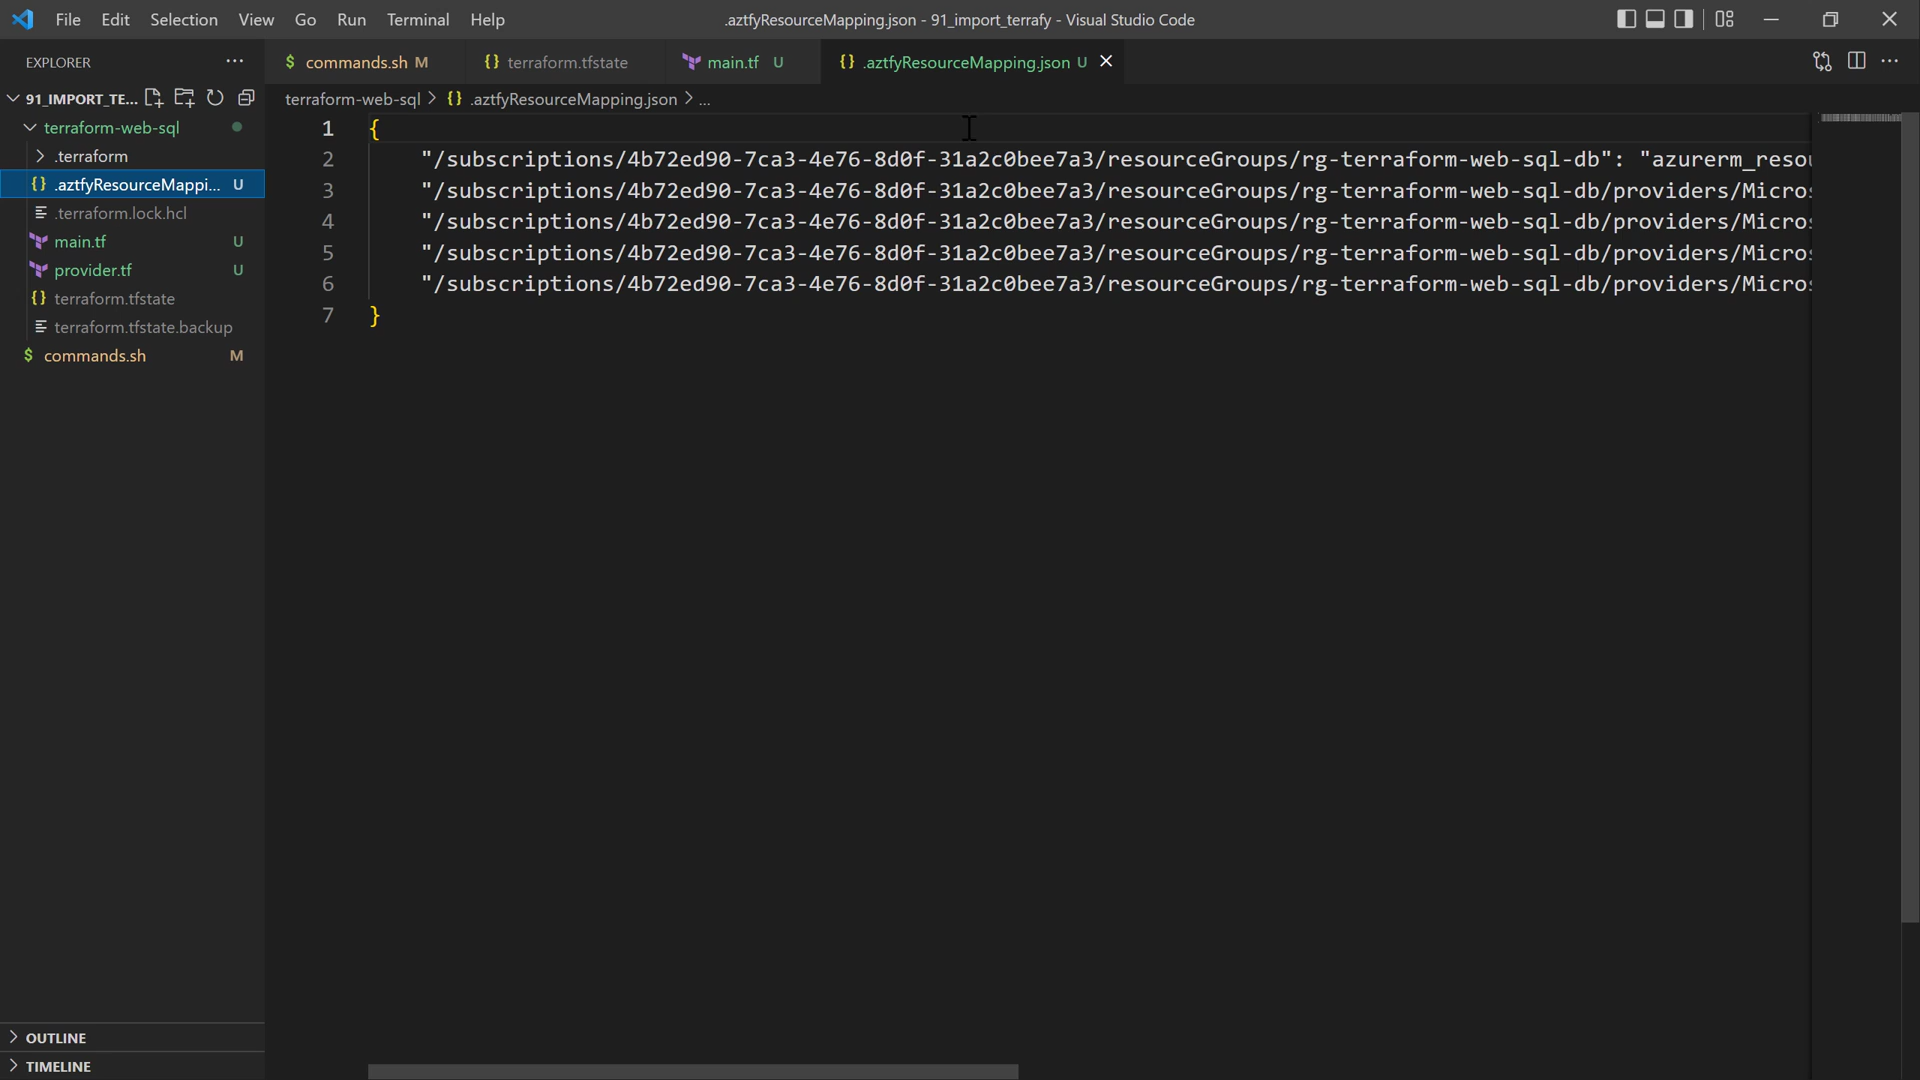 File Edit Selection View Go Run Terminal Help
.aztfyResourceMapping.json - 91_import_terrafy - Visual Studio Code
EXPLORER
$ commands.sh M
{} terraform.tfstate
main.tf U
{} .aztfyResourceMapping.json U
91_IMPORT_TE...
terraform-web-sql > {} .aztfyResourceMapping.json > ...
terraform-web-sql
.terraform
{} .aztfyResourceMappi... U
.terraform.lock.hcl
main.tf U
provider.tf U
{} terraform.tfstate
terraform.tfstate.backup
$ commands.sh M
1 {
2 "/subscriptions/4b72ed90-7ca3-4e76-8d0f-31a2c0bee7a3/resourceGroups/rg-terraform-web-sql-db": "azurerm_resou
3 "/subscriptions/4b72ed90-7ca3-4e76-8d0f-31a2c0bee7a3/resourceGroups/rg-terraform-web-sql-db/providers/Micros
4 "/subscriptions/4b72ed90-7ca3-4e76-8d0f-31a2c0bee7a3/resourceGroups/rg-terraform-web-sql-db/providers/Micros
5 "/subscriptions/4b72ed90-7ca3-4e76-8d0f-31a2c0bee7a3/resourceGroups/rg-terraform-web-sql-db/providers/Micros
6 "/subscriptions/4b72ed90-7ca3-4e76-8d0f-31a2c0bee7a3/resourceGroups/rg-terraform-web-sql-db/providers/Micros
7 }
OUTLINE
TIMELINE